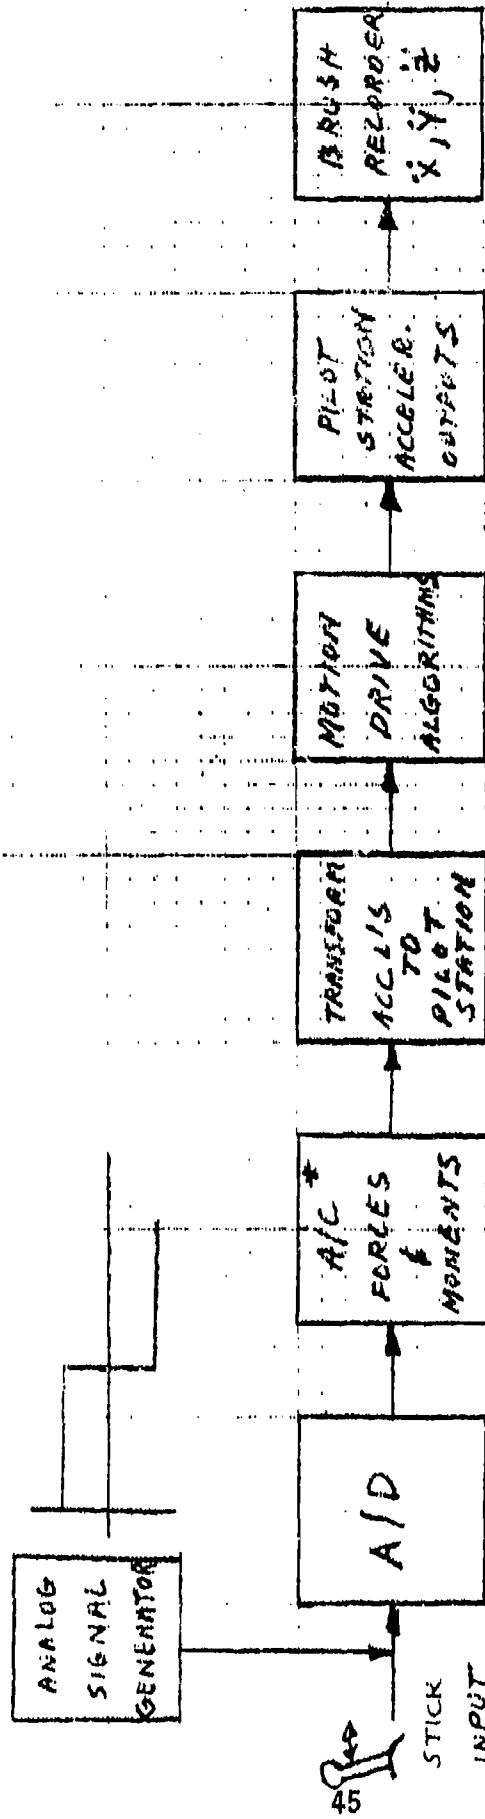 ANALOG
SIGNAL
GENERATOR
STICK
INPUT
A/D
A/C *
FORCES
&
MOMENTS
TRANSFORM
ACCL'S
TO
PILOT
STATION
MOTION
DRIVE
ALGORITHMS
PILOT
STATION
ACCELER.
OUTPUTS
BRUSH
RECORDER
Ẍ, Ÿ, Z̈
45